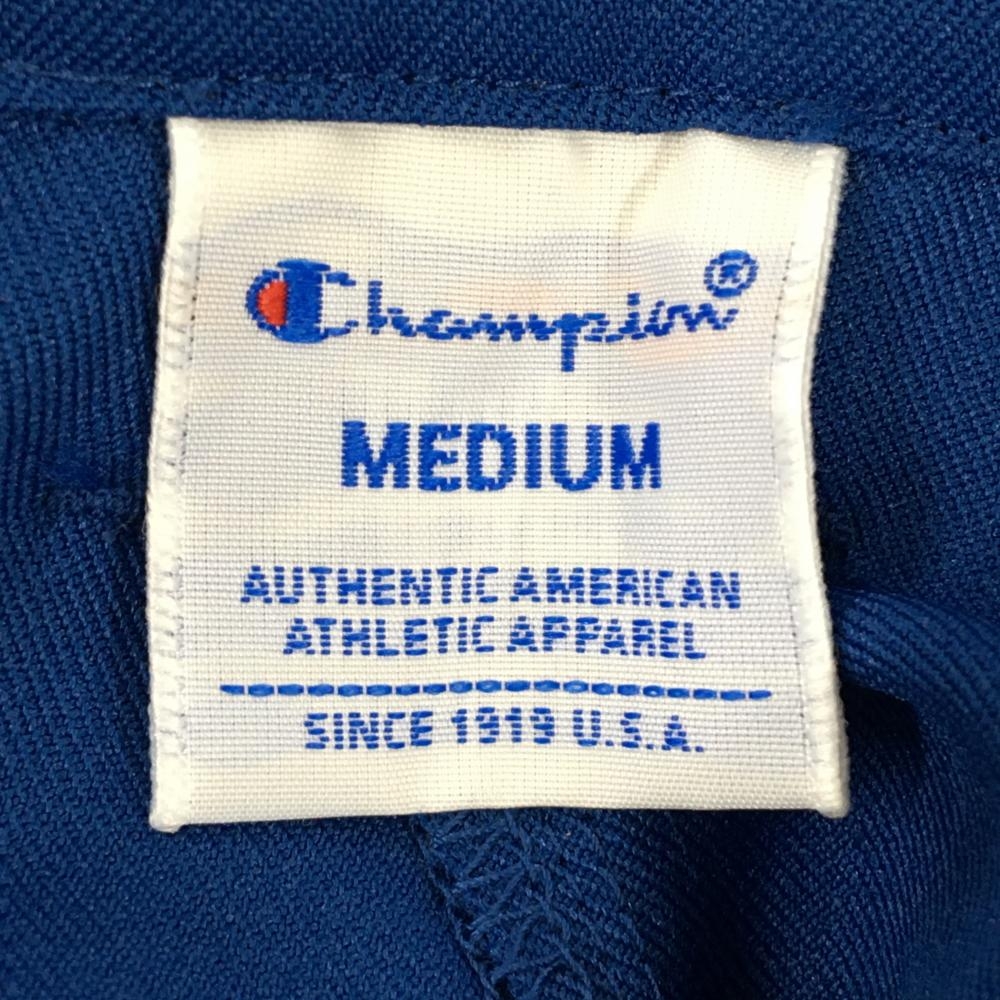 Champion®
MEDIUM
AUTHENTIC AMERICAN
ATHLETIC APPAREL
SINCE 1919 U.S.A.